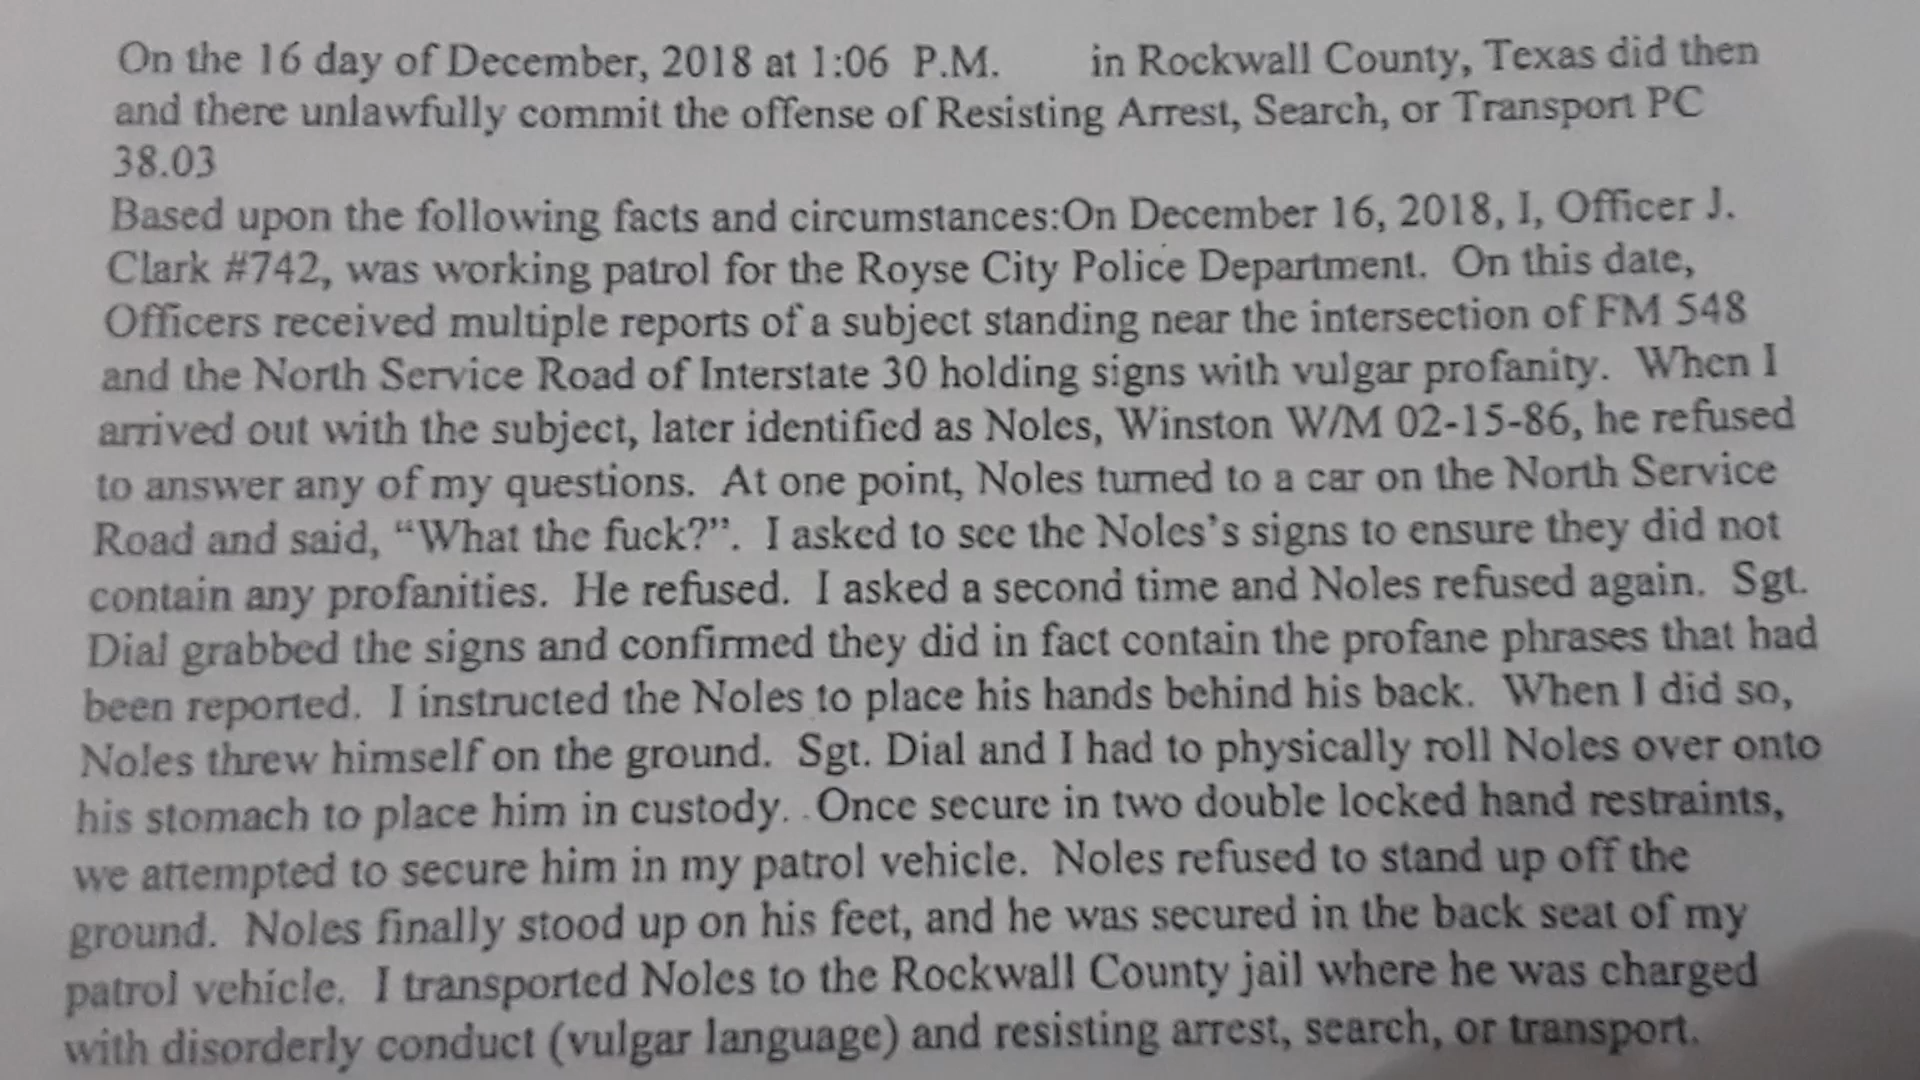 On the 16 day of December, 2018 at 1:06 P.M. in Rockwall County, Texas did then
and there unlawfully commit the offense of Resisting Arrest, Search, or Transport PC
38.03
Based upon the following facts and circumstances:On December 16, 2018, I, Officer J.
Clark #742, was working patrol for the Royse City Police Department. On this date,
Officers received multiple reports of a subject standing near the intersection of FM 548
and the North Service Road of Interstate 30 holding signs with vulgar profanity. When I
arrived out with the subject, later identified as Noles, Winston W/M 02-15-86, he refused
to answer any of my questions. At one point, Noles turned to a car on the North Service
Road and said, “What the fuck?”. I asked to see the Noles’s signs to ensure they did not
contain any profanities. He refused. I asked a second time and Noles refused again. Sgt.
Dial grabbed the signs and confirmed they did in fact contain the profane phrases that had
been reported. I instructed the Noles to place his hands behind his back. When I did so,
Noles threw himself on the ground. Sgt. Dial and I had to physically roll Noles over onto
his stomach to place him in custody. Once secure in two double locked hand restraints,
we attempted to secure him in my patrol vehicle. Noles refused to stand up off the
ground. Noles finally stood up on his feet, and he was secured in the back seat of my
patrol vehicle. I transported Noles to the Rockwall County jail where he was charged
with disorderly conduct (vulgar language) and resisting arrest, search, or transport.